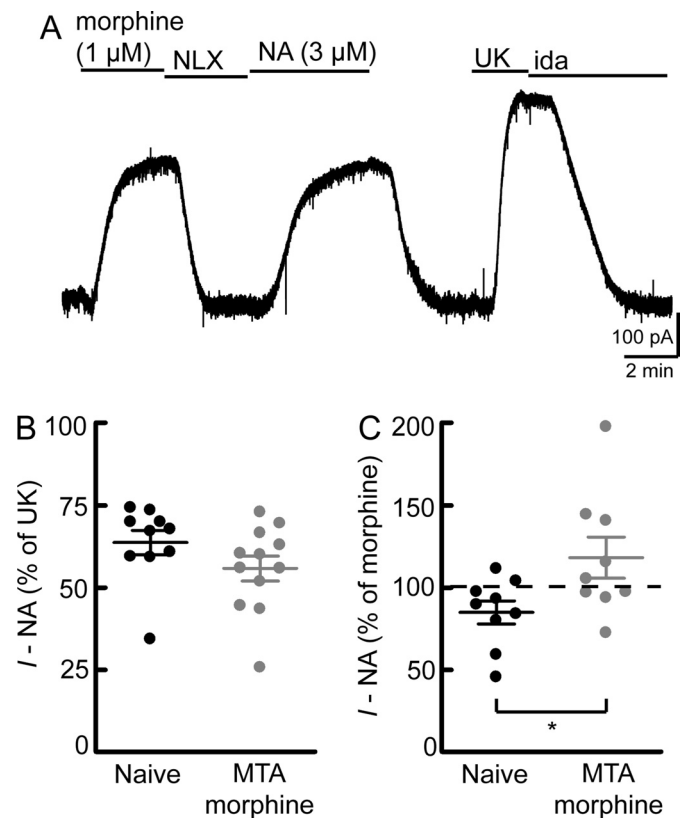 A
morphine
(1 µM)
NLX
NA (3 µM)
UK
ida
100 pA
2 min
B
I - NA (% of UK)
100
75
50
25
0
Naive
MTA
morphine
C
I - NA (% of morphine)
200
150
100
50
0
*
Naive
MTA
morphine